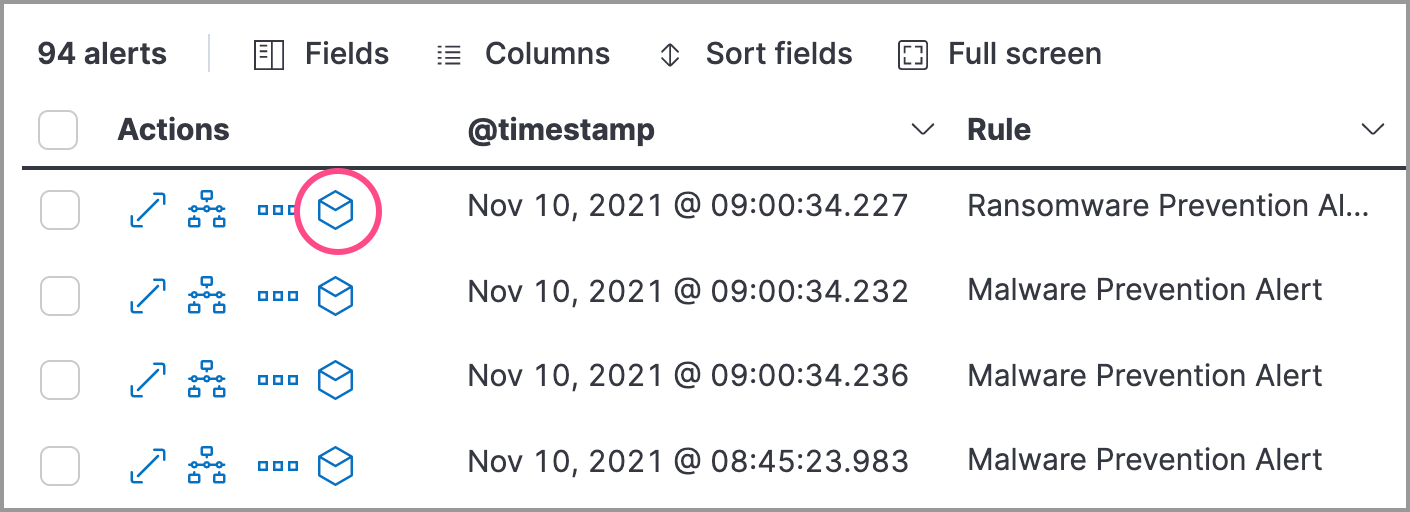 94 alerts Fields Columns Sort fields Full screen
Actions @timestamp Rule
Nov 10, 2021 @ 09:00:34.227 Ransomware Prevention Al...
Nov 10, 2021 @ 09:00:34.232 Malware Prevention Alert
Nov 10, 2021 @ 09:00:34.236 Malware Prevention Alert
Nov 10, 2021 @ 08:45:23.983 Malware Prevention Alert